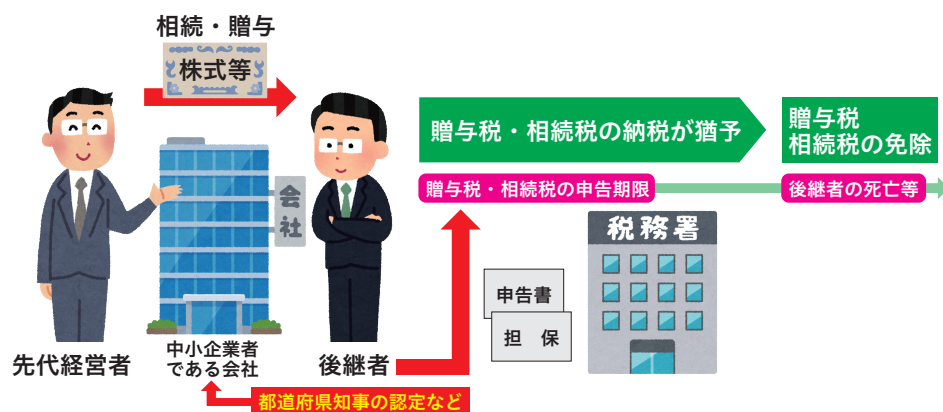 相続・贈与
株式等
会社
先代経営者
中小企業者
である会社
後継者
都道府県知事の認定など
贈与税・相続税の納税が猶予
贈与税
相続税の免除
贈与税・相続税の申告期限
後継者の死亡等
申告書
担　保
税務署